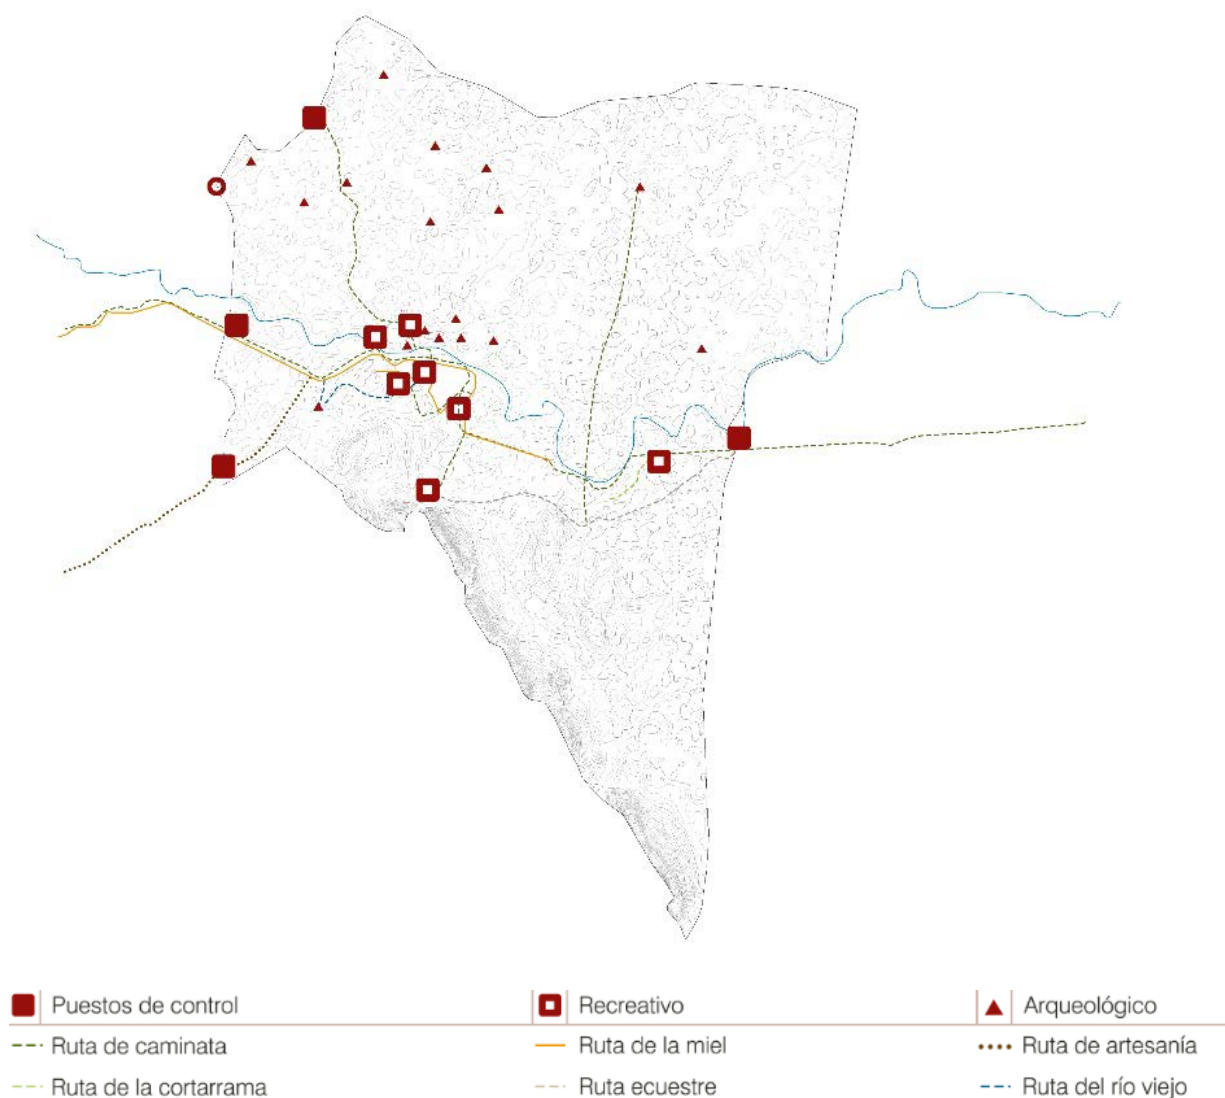 Puestos de control
Recreativo
Arqueológico
Ruta de caminata
Ruta de la miel
Ruta de artesanía
Ruta de la cortarrama
Ruta ecuestre
Ruta del río viejo